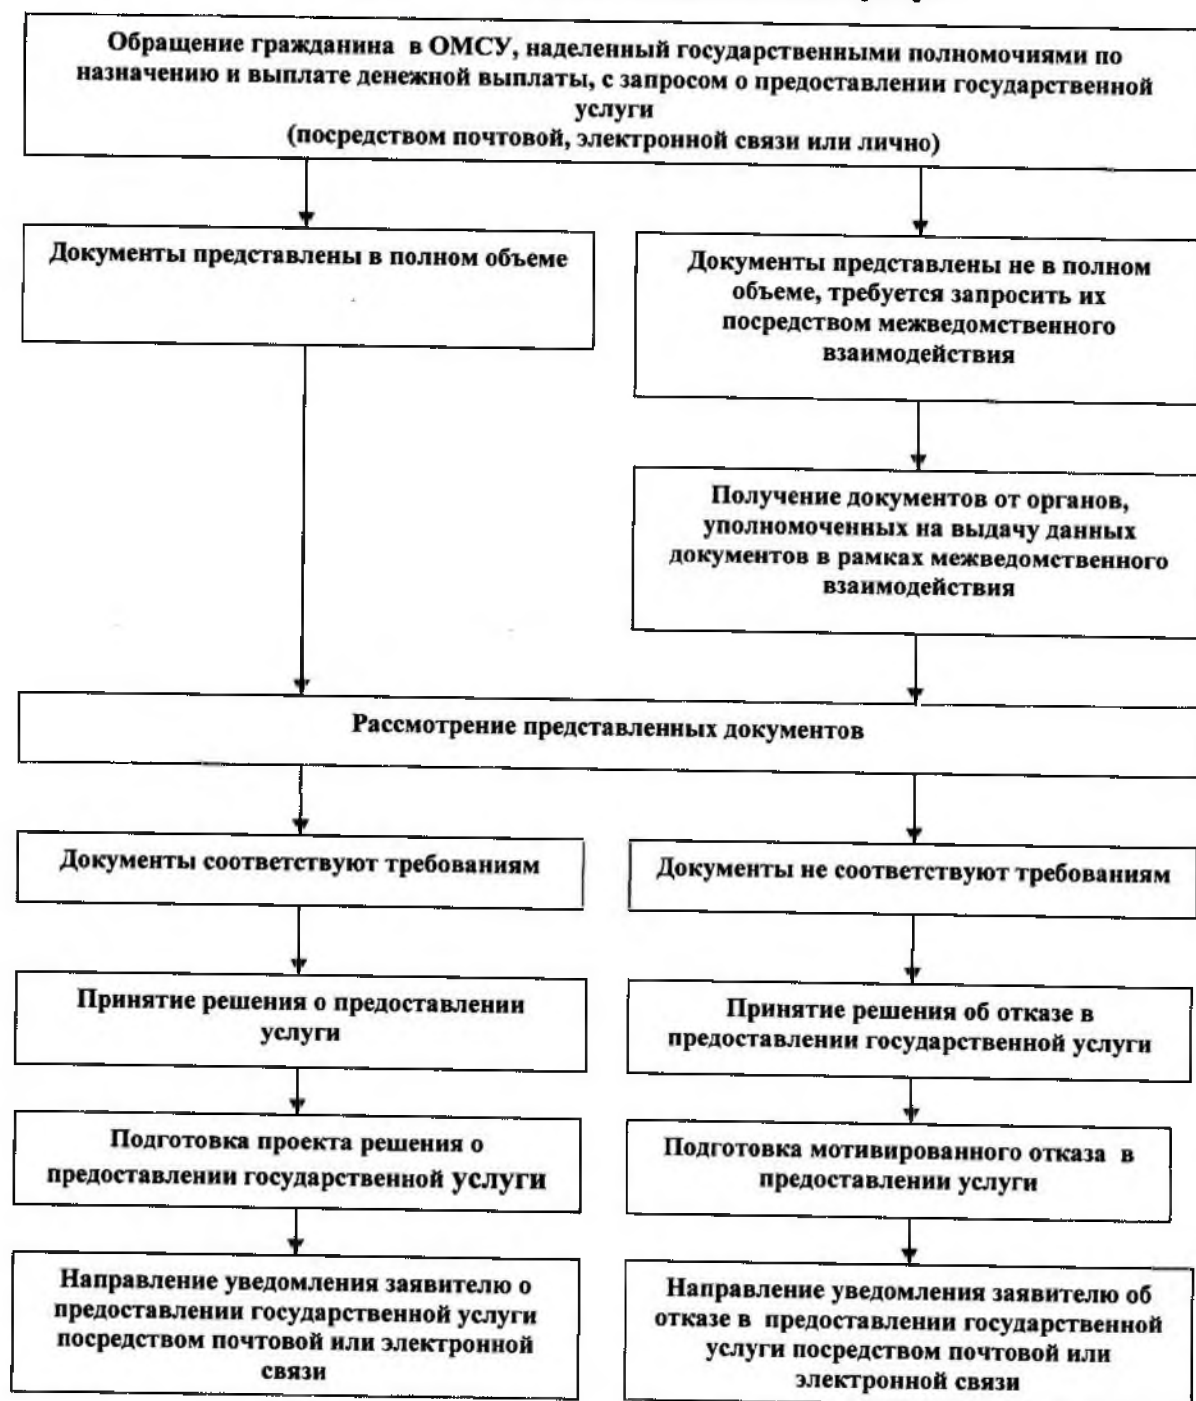 Обращение гражданина в ОМСУ, наделенный государственными полномочиями по
назначению и выплате денежной выплаты, с запросом о предоставлении государственной
услуги
(посредством почтовой, электронной связи или лично)
Документы представлены в полном объеме
Документы представлены не в полном
объеме, требуется запросить их
посредством межведомственного
взаимодействия
Получение документов от органов,
уполномоченных на выдачу данных
документов в рамках межведомственного
взаимодействия
Рассмотрение представленных документов
Документы соответствуют требованиям
Документы не соответствуют требованиям
Принятие решения о предоставлении
услуги
Принятие решения об отказе в
предоставлении государственной услуги
Подготовка проекта решения о
предоставлении государственной услуги
Подготовка мотивированного отказа в
предоставлении услуги
Направление уведомления заявителю о
предоставлении государственной услуги
посредством почтовой или электронной
связи
Направление уведомления заявителю об
отказе в предоставлении государственной
услуги посредством почтовой или
электронной связи